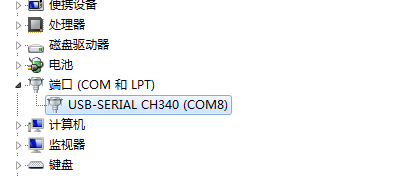 便携设备
处理器
磁盘驱动器
电池
端口 (COM 和 LPT)
USB-SERIAL CH340 (COM8)
计算机
监视器
键盘